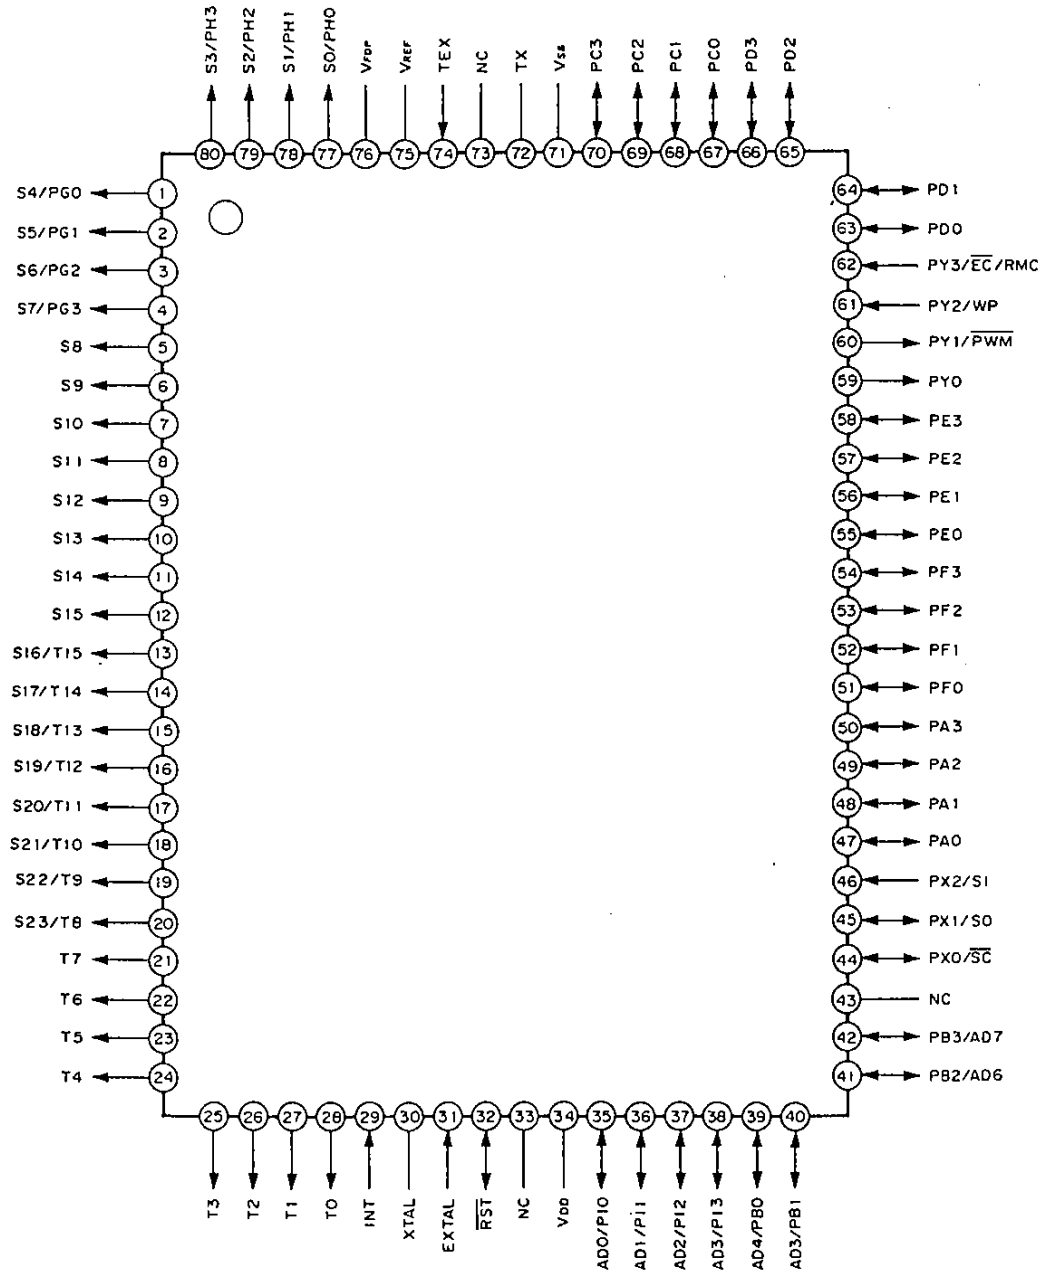 S3/PH3
S2/PH2
S1/PH1
S0/PH0
VFDP
VREF
TEX
NC
TX
VSS
PC3
PC2
PC1
PC0
PD3
PD2
80
79
78
77
76
75
74
73
72
71
70
69
68
67
66
65
S4/PG0 1
S5/PG1 2
S6/PG2 3
S7/PG3 4
S8 5
S9 6
S10 7
S11 8
S12 9
S13 10
S14 11
S15 12
S16/T15 13
S17/T14 14
S18/T13 15
S19/T12 16
S20/T11 17
S21/T10 18
S22/T9 19
S23/T8 20
T7 21
T6 22
T5 23
T4 24
64 PD1
63 PD0
62 PY3/EC/RMC
61 PY2/WP
60 PY1/PWM
59 PY0
58 PE3
57 PE2
56 PE1
55 PE0
54 PF3
53 PF2
52 PF1
51 PF0
50 PA3
49 PA2
48 PA1
47 PA0
46 PX2/SI
45 PX1/SO
44 PX0/SC
43 NC
42 PB3/AD7
41 PB2/AD6
25
26
27
28
29
30
31
32
33
34
35
36
37
38
39
40
T3
T2
T1
T0
INT
XTAL
EXTAL
RST
NC
VDD
AD0/PI0
AD1/PI1
AD2/PI2
AD3/PI3
AD4/PB0
AD3/PB1